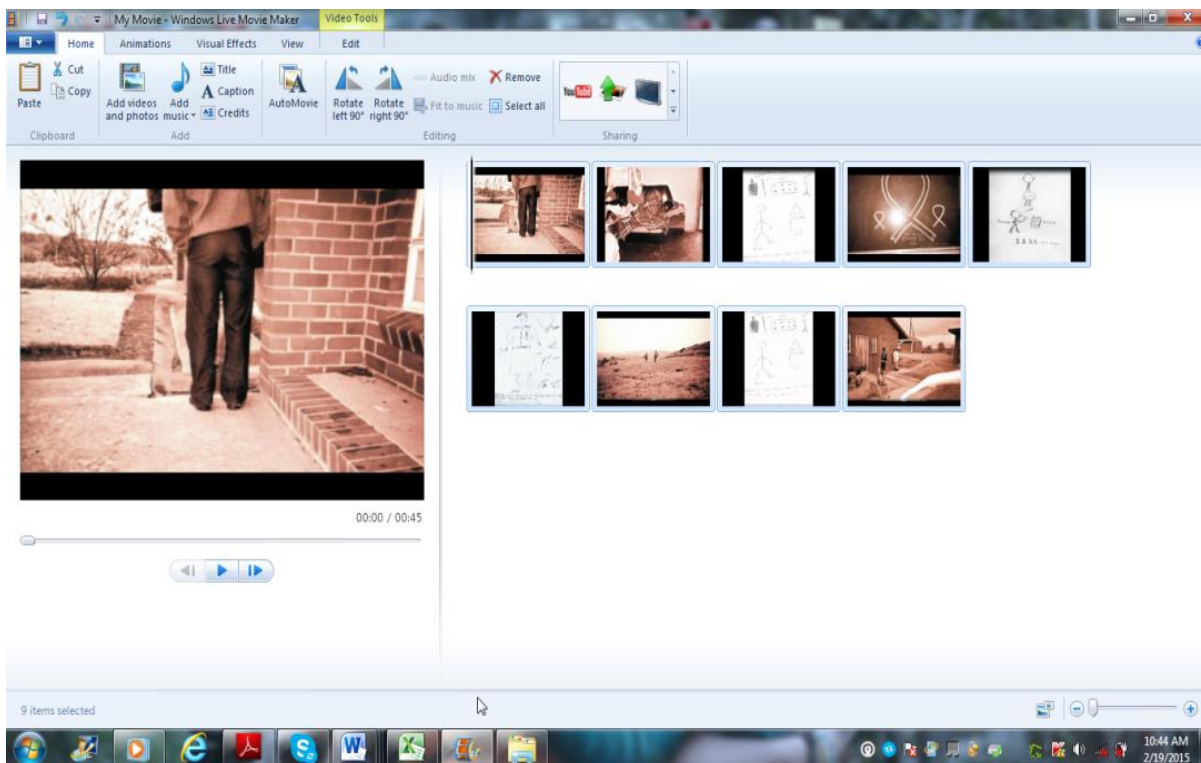 My Movie - Windows Live Movie Maker
Video Tools
Home Animations Visual Effects View Edit
Paste
Cut
Copy
Clipboard
Add videos and photos
Add music
Title
Caption
Credits
Add
AutoMovie
Rotate left 90°
Rotate right 90°
Audio mix
Fit to music
Remove
Select all
Editing
YouTube
Sharing
00:00 / 00:45
9 items selected
10:44 AM
2/19/2015